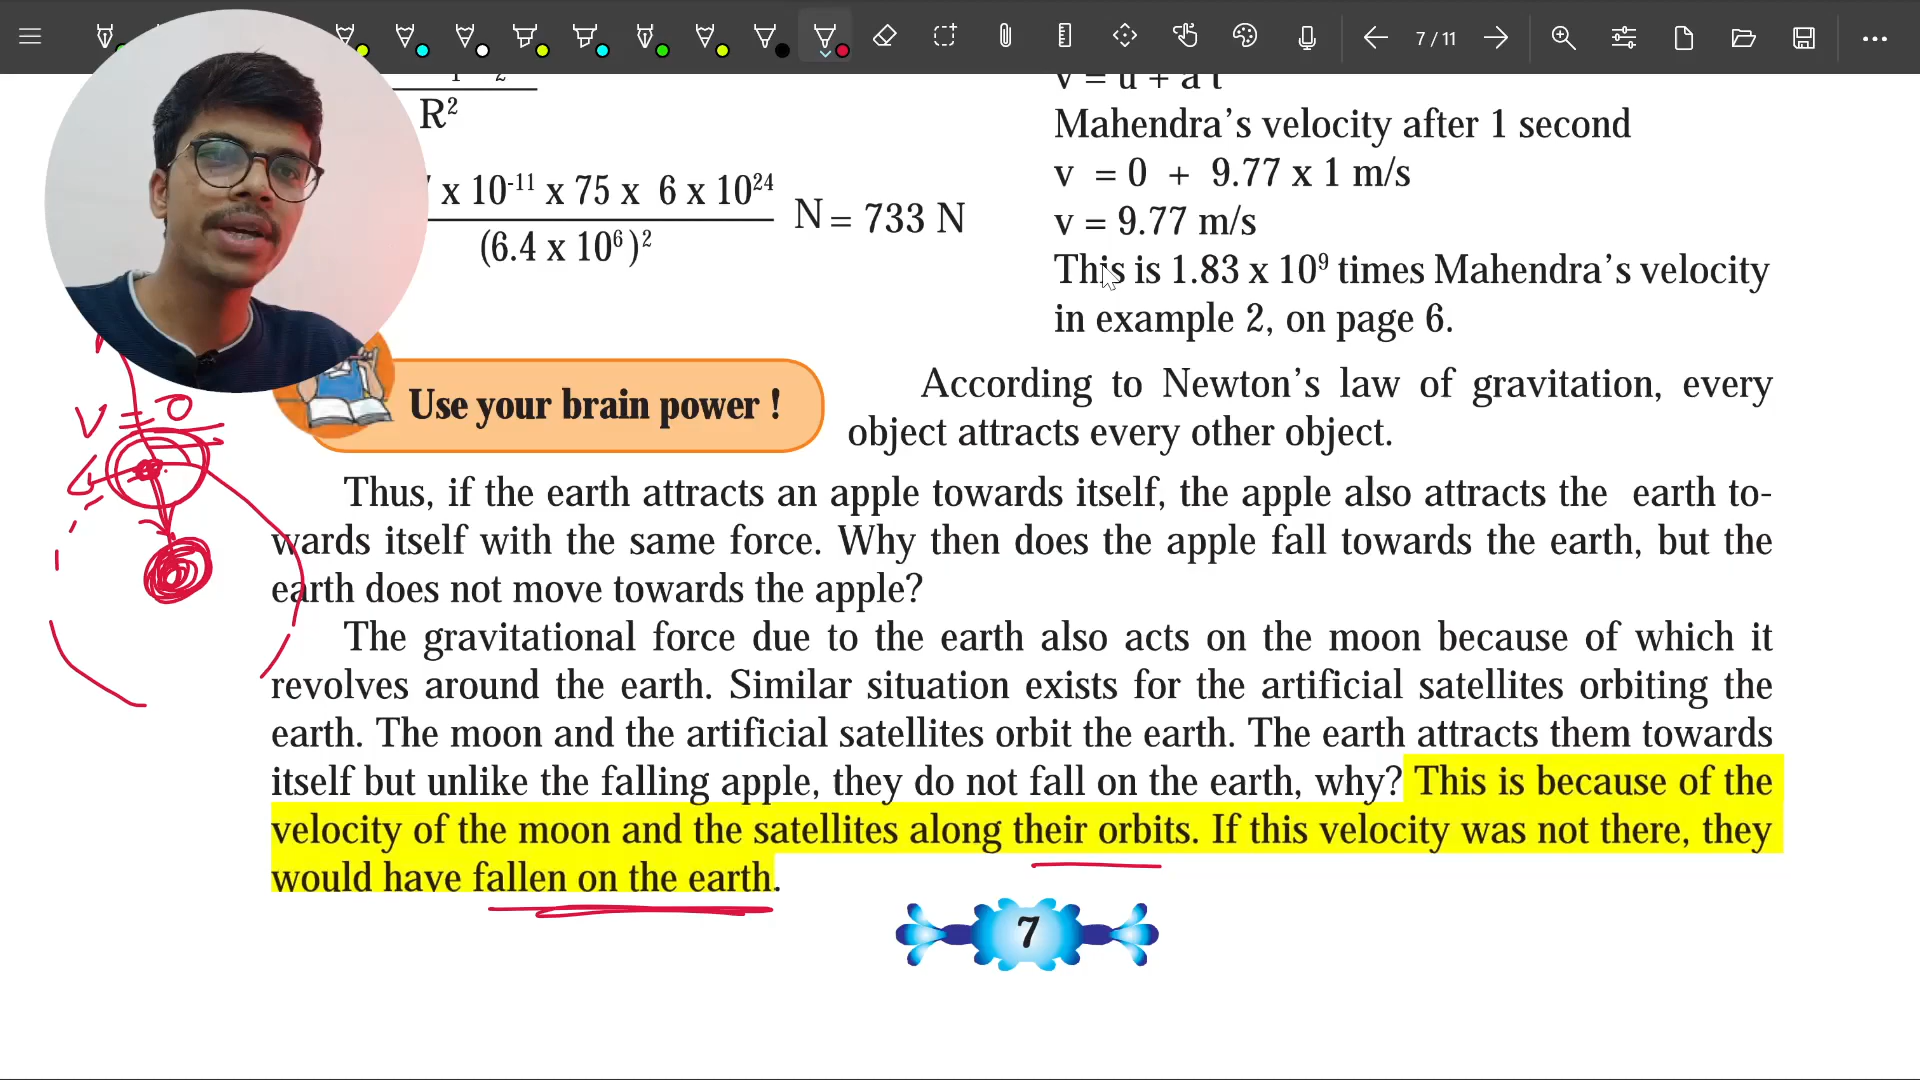 7 / 11
R²
x 10⁻¹¹ x 75 x 6 x 10²⁴
(6.4 x 10⁶)²
N = 733 N
v = u + a t
Mahendra’s velocity after 1 second
v = 0 + 9.77 x 1 m/s
v = 9.77 m/s
This is 1.83 x 10⁹ times Mahendra’s velocity
in example 2, on page 6.
V = 0
Use your brain power !
According to Newton’s law of gravitation, every
object attracts every other object.
Thus, if the earth attracts an apple towards itself, the apple also attracts the earth to-
wards itself with the same force. Why then does the apple fall towards the earth, but the
earth does not move towards the apple?
The gravitational force due to the earth also acts on the moon because of which it
revolves around the earth. Similar situation exists for the artificial satellites orbiting the
earth. The moon and the artificial satellites orbit the earth. The earth attracts them towards
itself but unlike the falling apple, they do not fall on the earth, why? This is because of the
velocity of the moon and the satellites along their orbits. If this velocity was not there, they
would have fallen on the earth.
7